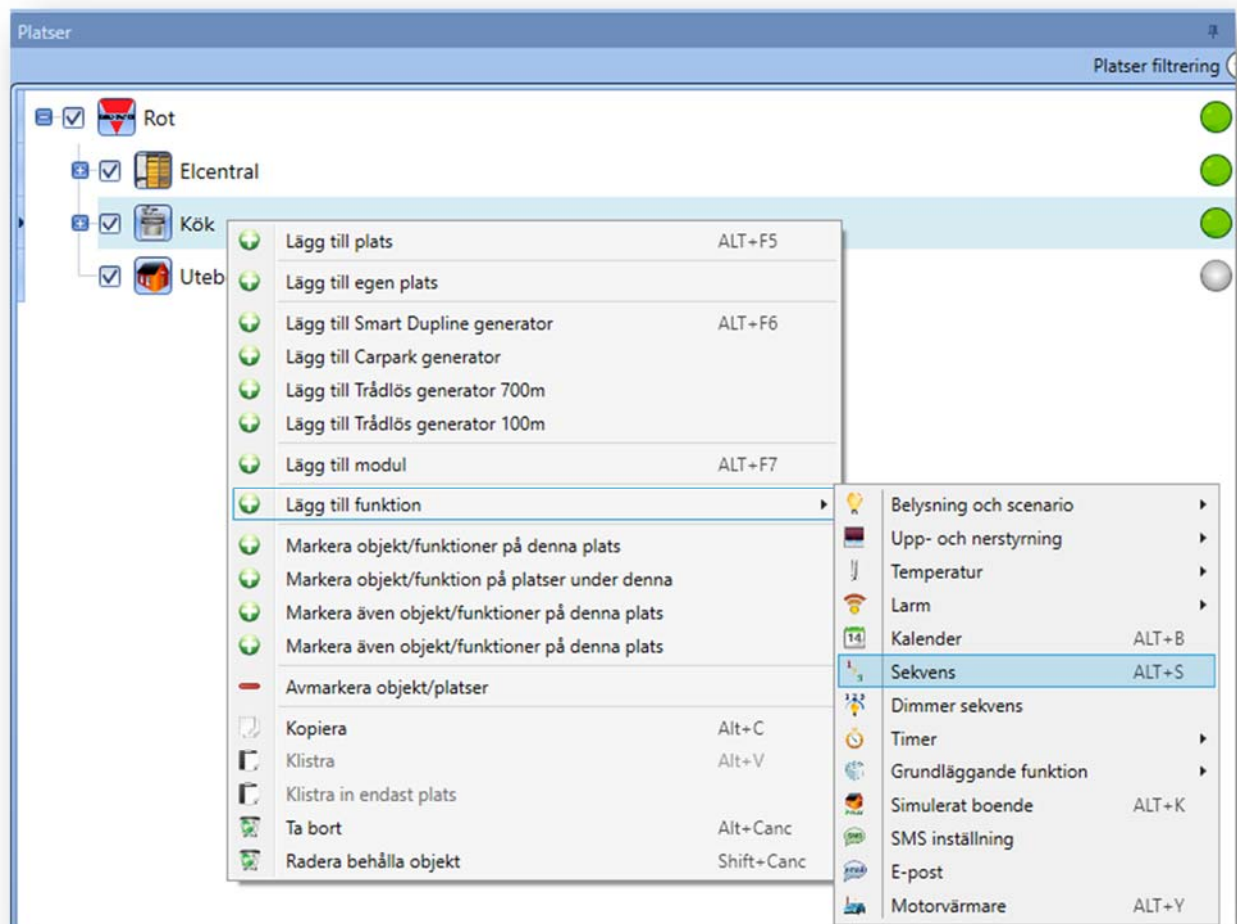 Platser
Platser filtrering
Rot
Elcentral
Kök
Lägg till plats ALT+F5
Lägg till egen plats
Lägg till Smart Dupline generator ALT+F6
Lägg till Carpark generator
Lägg till Trådlös generator 700m
Lägg till Trådlös generator 100m
Lägg till modul ALT+F7
Lägg till funktion
Markera objekt/funktioner på denna plats
Markera objekt/funktion på platser under denna
Markera även objekt/funktioner på denna plats
Markera även objekt/funktioner på denna plats
Avmarkera objekt/platser
Kopiera Alt+C
Klistra Alt+V
Klistra in endast plats
Ta bort Alt+Canc
Radera behålla objekt Shift+Canc
Belysning och scenario
Upp- och nerstyrning
Temperatur
Larm
14 Kalender ALT+B
Sekvens ALT+S
Dimmer sekvens
Timer
Grundläggande funktion
Simulerat boende ALT+K
SMS inställning
E-post
Motorvärmare ALT+Y